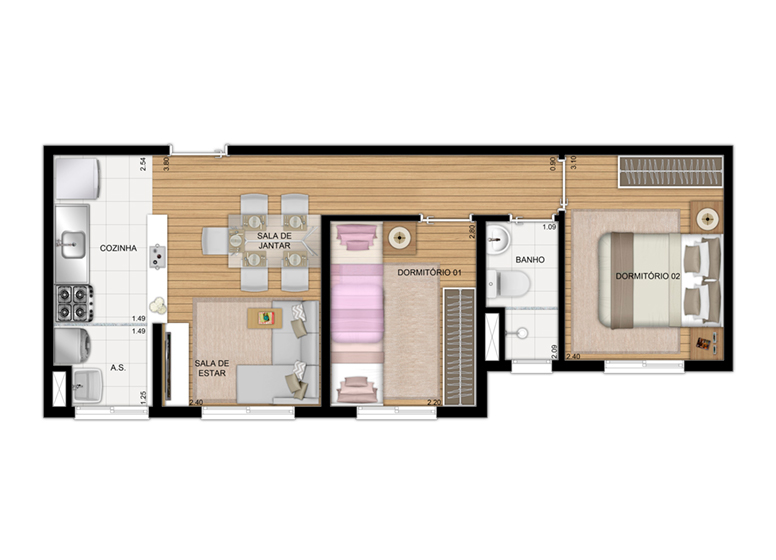 2.54
3.80
0.90
3.10
COZINHA
SALA DE
JANTAR
2.80
1.09
BANHO
DORMITÓRIO 01
DORMITÓRIO 02
1.49
1.49
A.S.
SALA DE
ESTAR
2.09
2.40
1.25
2.40
2.20